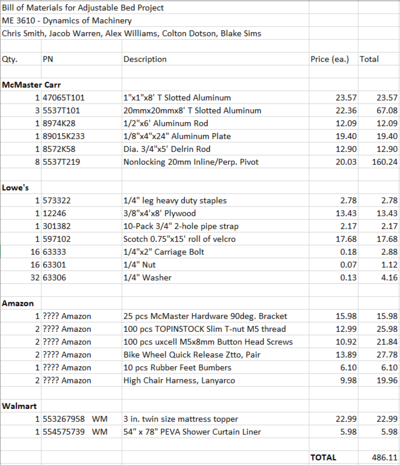 Bill of Materials for Adjustable Bed Project
ME 3610 - Dynamics of Machinery
Chris Smith, Jacob Warren, Alex Williams, Colton Dotson, Blake Sims
Qty. PN Description Price (ea.) Total
McMaster Carr
1 47065T101 1"x1"x8' T Slotted Aluminum 23.57 23.57
3 5537T101 20mmx20mmx8' T Slotted Aluminum 22.36 67.08
1 8974K28 1/2"x6' Aluminum Rod 12.09 12.09
1 89015K233 1/8"x4"x24" Aluminum Plate 19.40 19.40
1 8572K58 Dia. 3/4"x5' Delrin Rod 12.90 12.90
8 5537T219 Nonlocking 20mm Inline/Perp. Pivot 20.03 160.24
Lowe's
1 573322 1/4" leg heavy duty staples 2.78 2.78
1 12246 3/8"x4'x8' Plywood 13.43 13.43
1 301382 10-Pack 3/4" 2-hole pipe strap 2.17 2.17
1 597102 Scotch 0.75"x15' roll of velcro 17.68 17.68
16 63333 1/4"x2" Carriage Bolt 0.18 2.88
16 63301 1/4" Nut 0.07 1.12
32 63306 1/4" Washer 0.13 4.16
Amazon
1 ???? Amazon 25 pcs McMaster Hardware 90deg. Bracket 15.98 15.98
2 ???? Amazon 100 pcs TOPINSTOCK Slim T-nut M5 thread 12.99 25.98
2 ???? Amazon 100 pcs uxcell M5x8mm Button Head Screws 10.92 21.84
2 ???? Amazon Bike Wheel Quick Release Ztto, Pair 13.89 27.78
1 ???? Amazon 10 pcs Rubber Feet Bumbers 6.10 6.10
2 ???? Amazon High Chair Harness, Lanyarco 9.98 19.96
Walmart
1 553267958 WM 3 in. twin size mattress topper 22.99 22.99
1 554575739 WM 54" x 78" PEVA Shower Curtain Liner 5.98 5.98
TOTAL 486.11